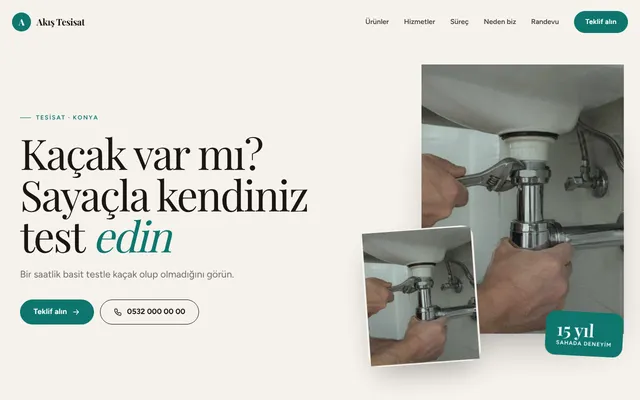 A
Akış Tesisat
Ürünler
Hizmetler
Süreç
Neden biz
Randevu
Teklif alın
TESİSAT · KONYA
Kaçak var mı?
Sayaçla kendiniz
test edin
Bir saatlik basit testle kaçak olup olmadığını görün.
Teklif alın →
0532 000 00 00
15 yıl
SAHADA DENEYİM